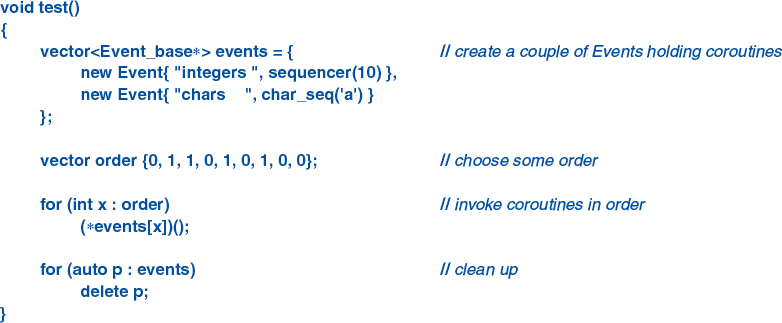 void test()
{
vector<Event_base*> events = { // create a couple of Events holding coroutines
new Event{ "integers ", sequencer(10) },
new Event{ "chars    ", char_seq('a') }
};
vector order {0, 1, 1, 0, 1, 0, 1, 0, 0}; // choose some order
for (int x : order) // invoke coroutines in order
(*events[x])();
for (auto p : events) // clean up
delete p;
}